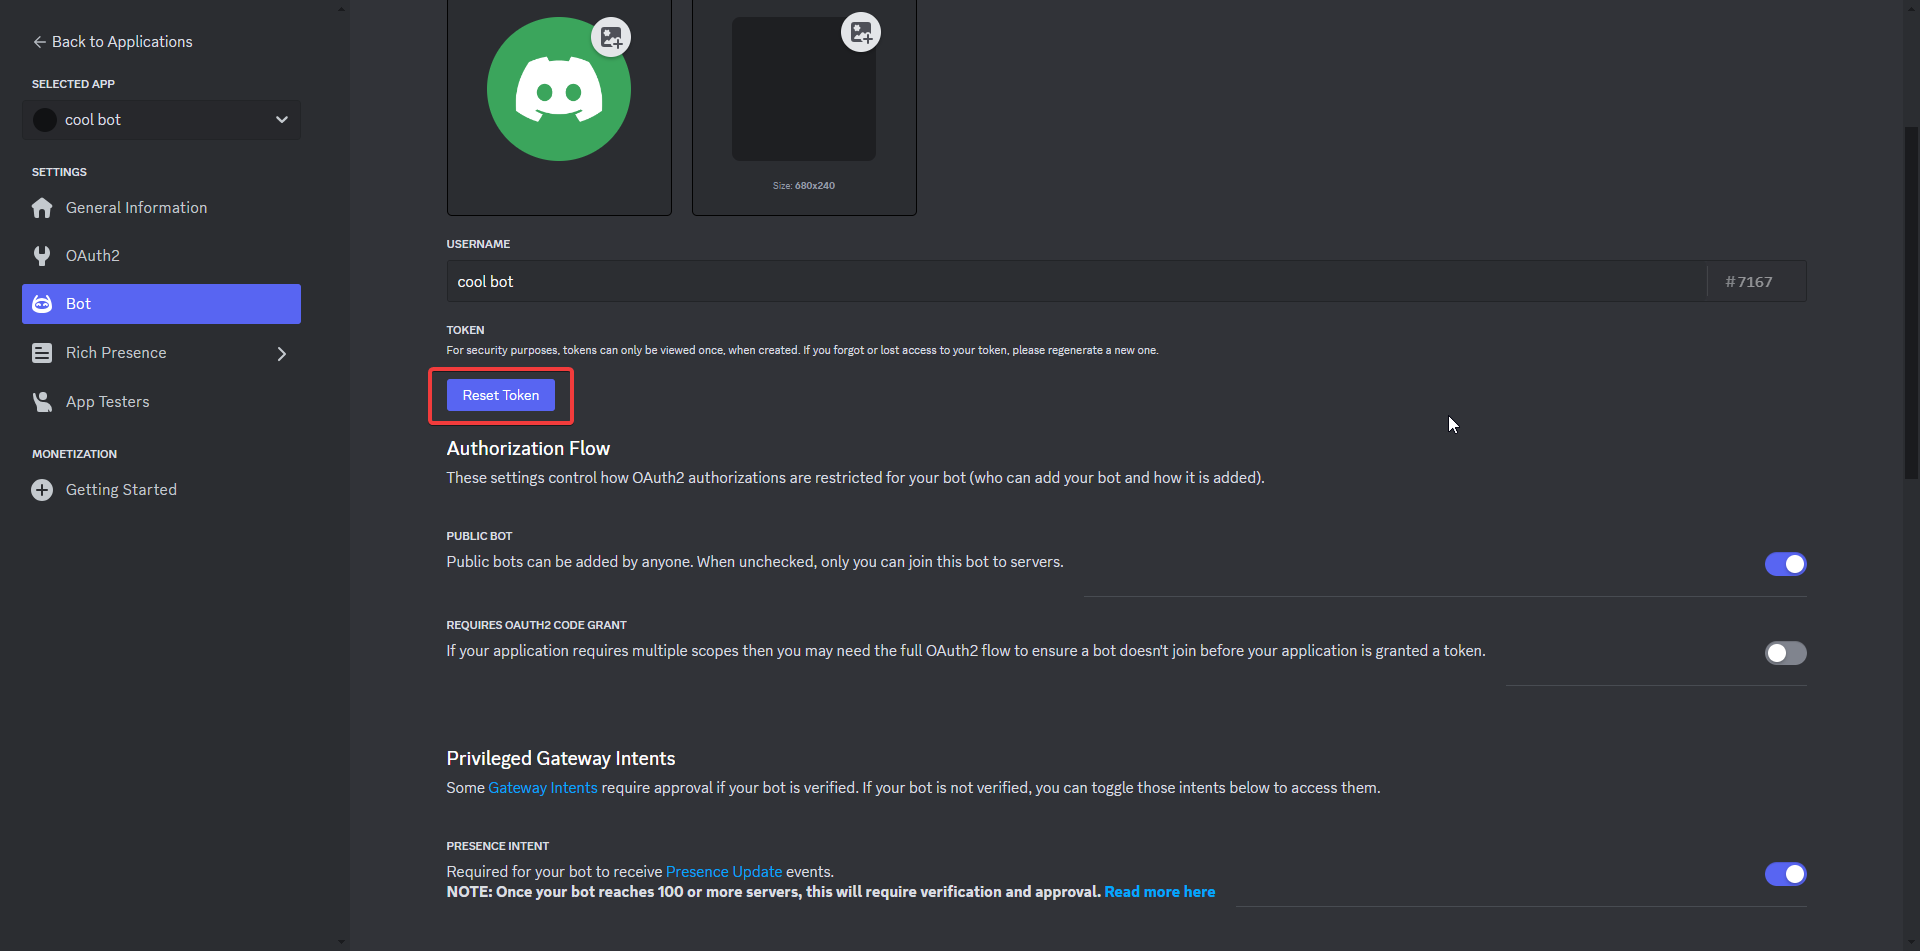 Back to Applications
SELECTED APP
cool bot
SETTINGS
General Information
OAuth2
Bot
Rich Presence
App Testers
MONETIZATION
Getting Started
Size: 680x240
USERNAME
cool bot
#7167
TOKEN
For security purposes, tokens can only be viewed once, when created. If you forgot or lost access to your token, please regenerate a new one.
Reset Token
Authorization Flow
These settings control how OAuth2 authorizations are restricted for your bot (who can add your bot and how it is added).
PUBLIC BOT
Public bots can be added by anyone. When unchecked, only you can join this bot to servers.
REQUIRES OAUTH2 CODE GRANT
If your application requires multiple scopes then you may need the full OAuth2 flow to ensure a bot doesn't join before your application is granted a token.
Privileged Gateway Intents
Some Gateway Intents require approval if your bot is verified. If your bot is not verified, you can toggle those intents below to access them.
PRESENCE INTENT
Required for your bot to receive Presence Update events.
NOTE: Once your bot reaches 100 or more servers, this will require verification and approval. Read more here